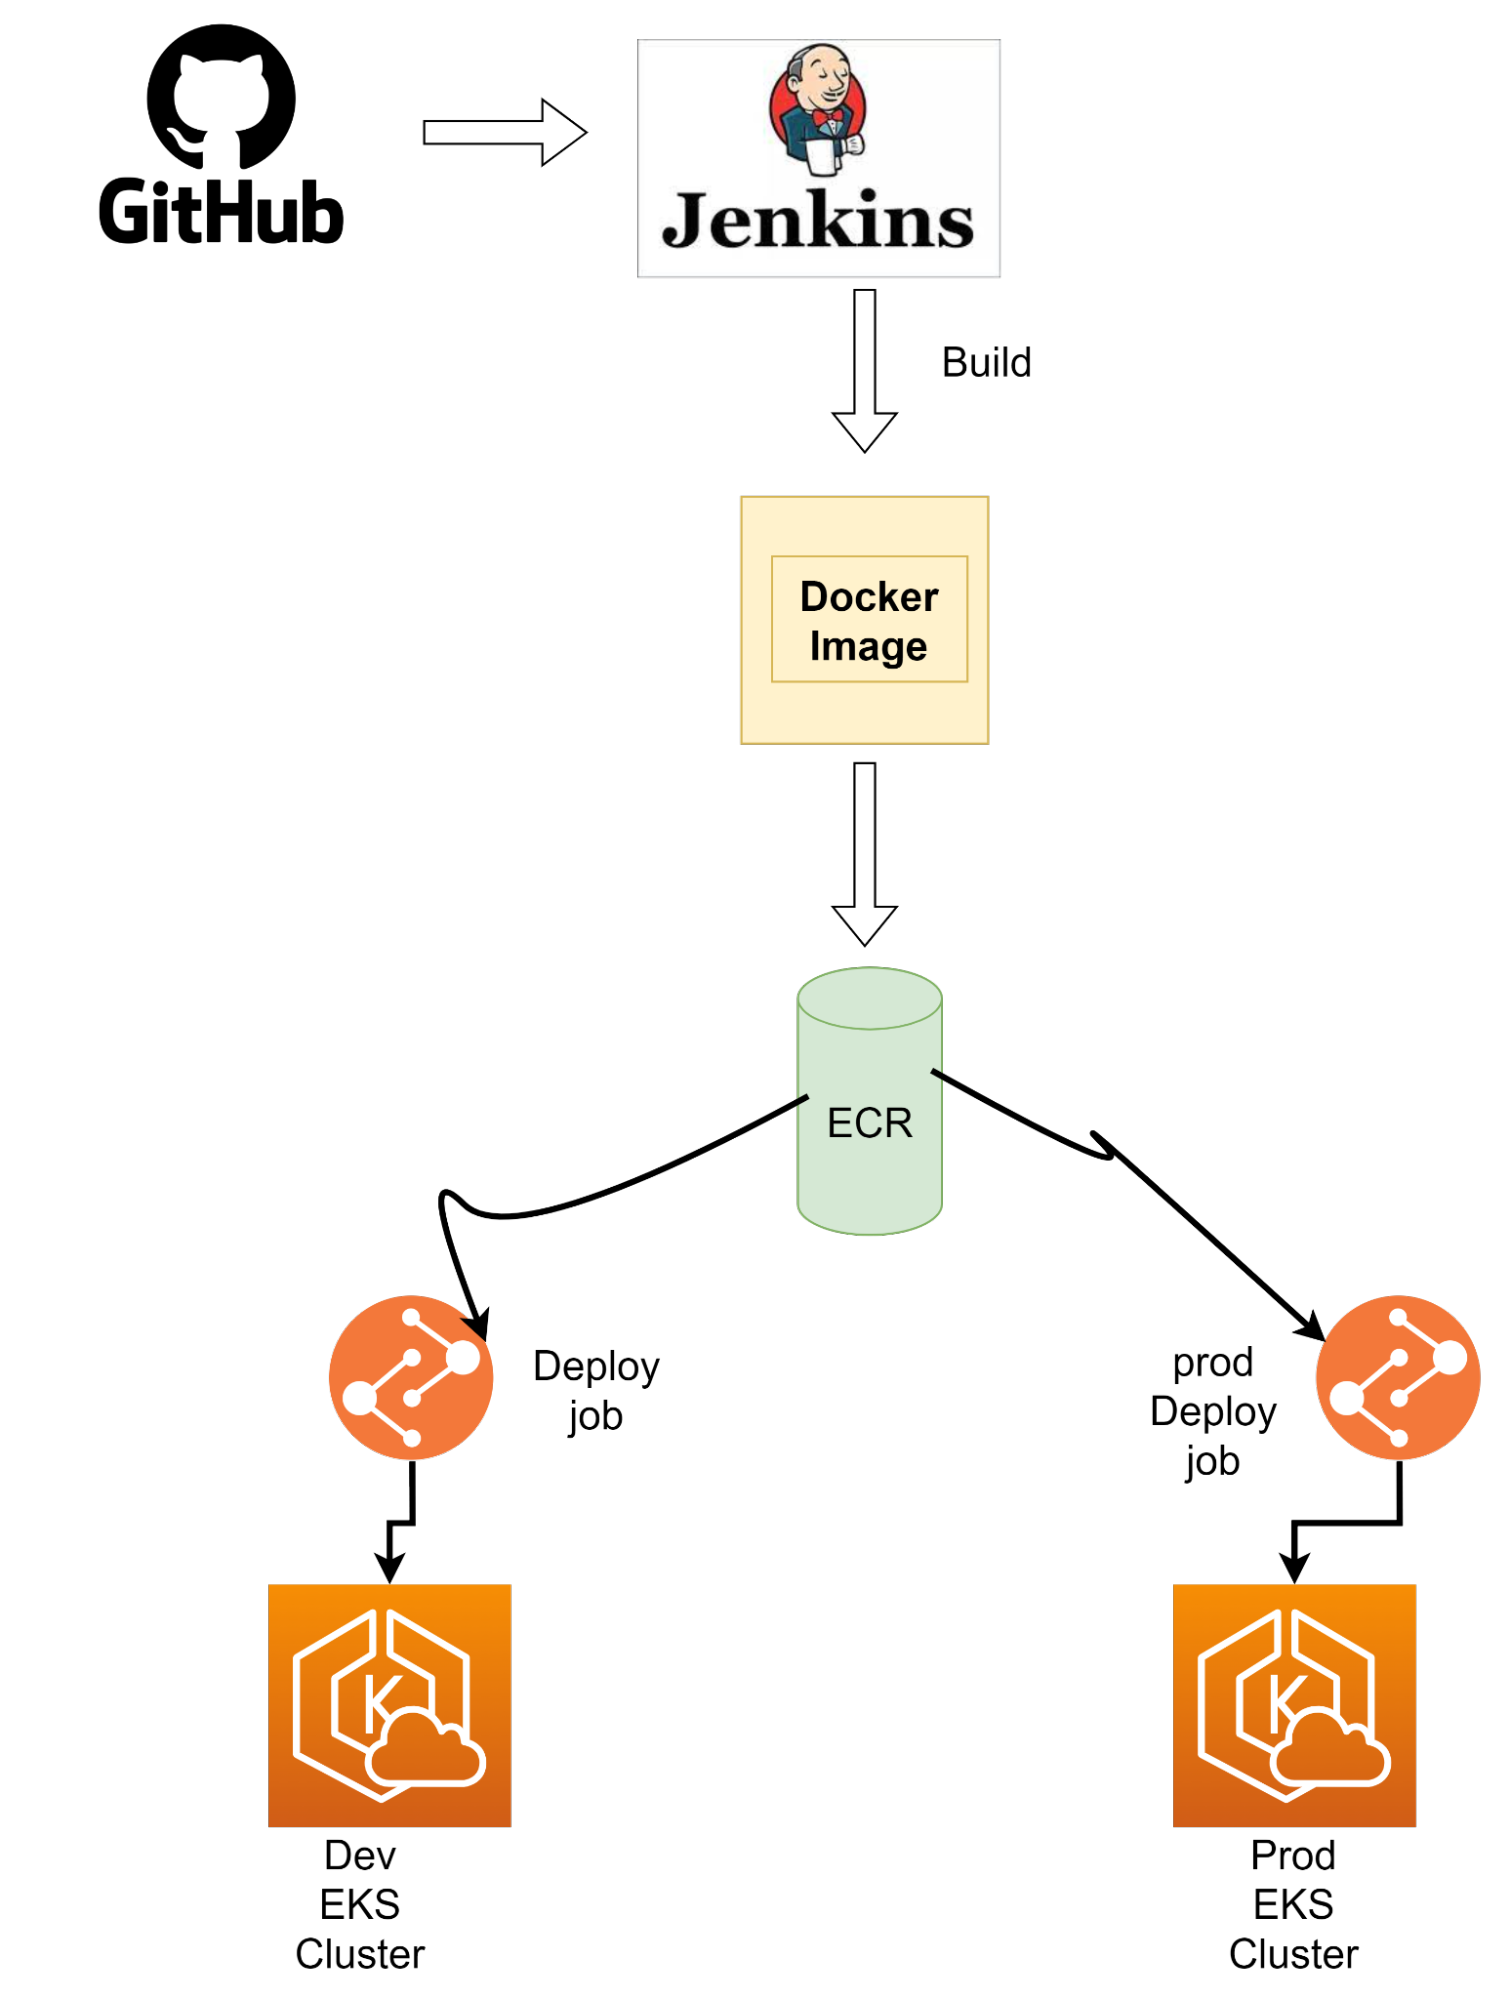 GitHub
Jenkins
Build
Docker
Image
ECR
Deploy
job
prod
Deploy
job
K
K
Dev
EKS
Cluster
Prod
EKS
Cluster